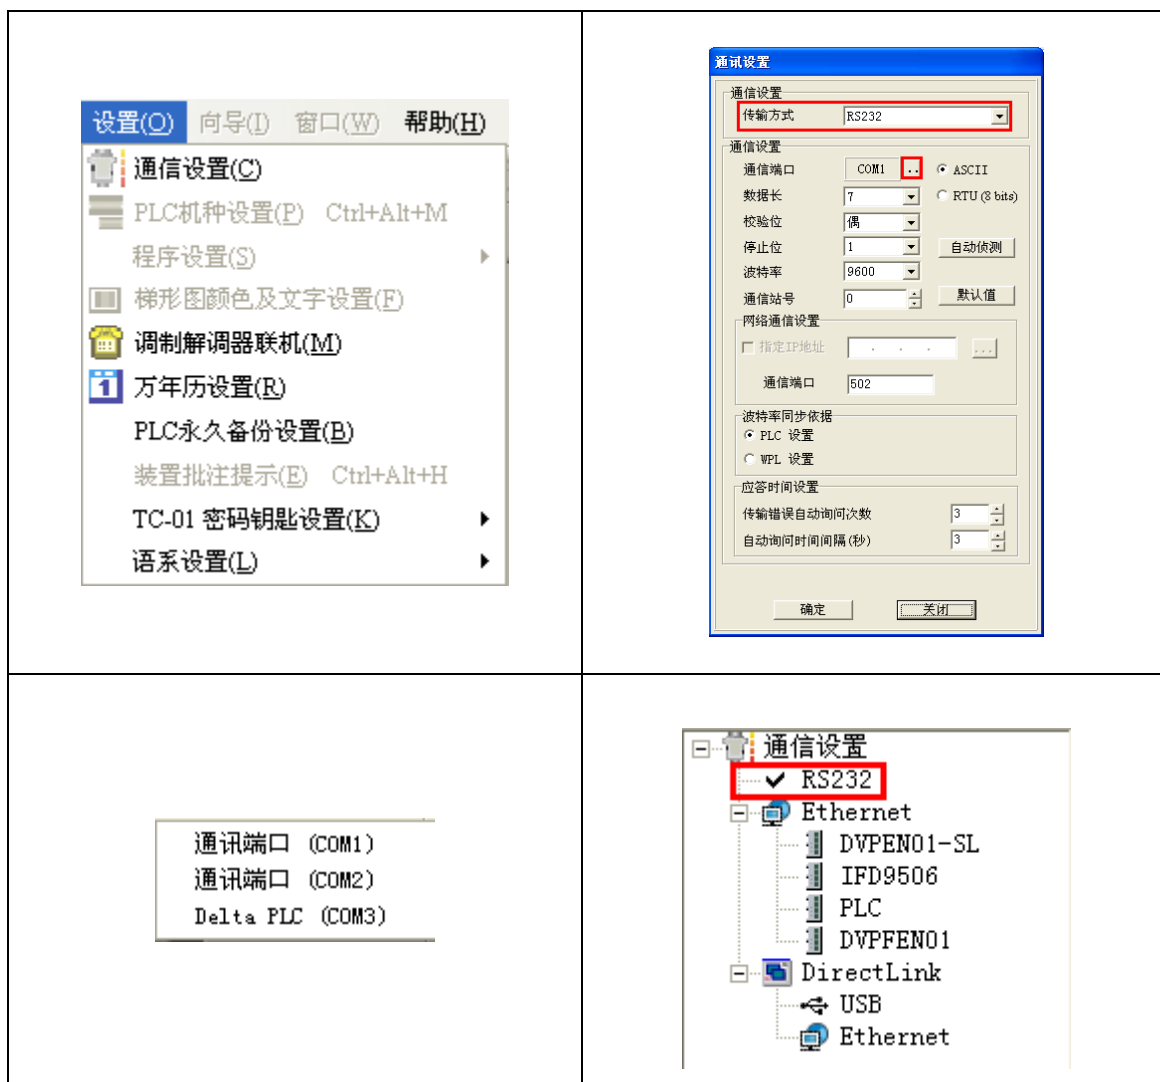 设置(O) 向导(I) 窗口(W) 帮助(H)
通信设置(C)
PLC机种设置(P) Ctrl+Alt+M
程序设置(S)
梯形图颜色及文字设置(F)
调制解调器联机(M)
1 万年历设置(R)
PLC永久备份设置(B)
装置批注提示(E) Ctrl+Alt+H
TC-01 密码钥匙设置(K)
语系设置(L)
通讯设置
通信设置
传输方式 RS232
通信设置
通信端口 COM1 .. ASCII
数据长 7 RTU (8 bits)
校验位 偶
停止位 1 自动侦测
波特率 9600
通信站号 0 默认值
网络通信设置
指定IP地址 . . . ...
通信端口 502
波特率同步依据
PLC 设置
WPL 设置
应答时间设置
传输错误自动询问次数 3
自动询问时间间隔(秒) 3
确定 关闭
通讯端口 (COM1)
通讯端口 (COM2)
Delta PLC (COM3)
通信设置
RS232
Ethernet
DVPEN01-SL
IFD9506
PLC
DVPFEN01
DirectLink
USB
Ethernet